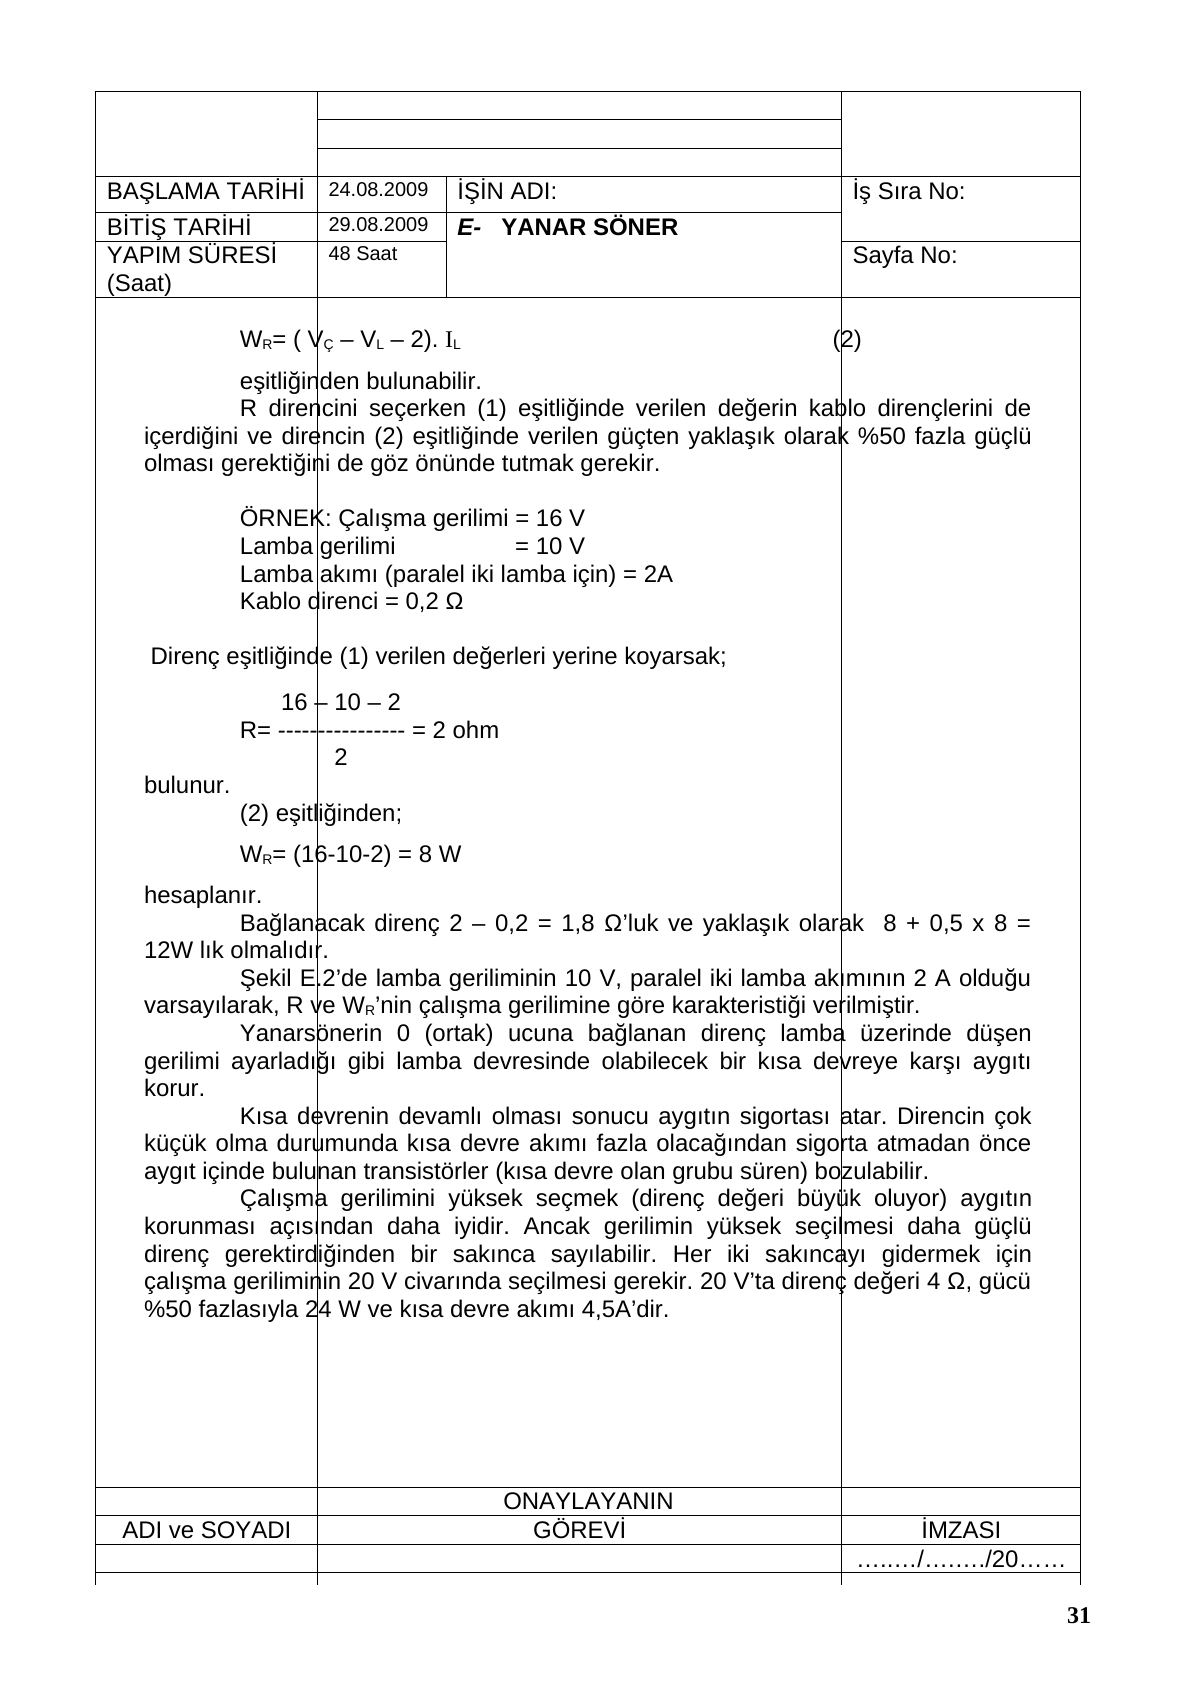 BAŞLAMA TARİHİ 24.08.2009 İŞİN ADI: İş Sıra No:
BİTİŞ TARİHİ 29.08.2009 E- YANAR SÖNER
YAPIM SÜRESİ 48 Saat Sayfa No:
(Saat)
WR= ( VÇ – VL – 2). IL (2)
eşitliğinden bulunabilir.
R direncini seçerken (1) eşitliğinde verilen değerin kablo dirençlerini de
içerdiğini ve direncin (2) eşitliğinde verilen güçten yaklaşık olarak %50 fazla güçlü
olması gerektiğini de göz önünde tutmak gerekir.
ÖRNEK: Çalışma gerilimi = 16 V
Lamba gerilimi = 10 V
Lamba akımı (paralel iki lamba için) = 2A
Kablo direnci = 0,2 Ω
Direnç eşitliğinde (1) verilen değerleri yerine koyarsak;
16 – 10 – 2
R= ---------------- = 2 ohm
2
bulunur.
(2) eşitliğinden;
WR= (16-10-2) = 8 W
hesaplanır.
Bağlanacak direnç 2 – 0,2 = 1,8 Ω’luk ve yaklaşık olarak 8 + 0,5 x 8 =
12W lık olmalıdır.
Şekil E.2’de lamba geriliminin 10 V, paralel iki lamba akımının 2 A olduğu
varsayılarak, R ve WR’nin çalışma gerilimine göre karakteristiği verilmiştir.
Yanarsönerin 0 (ortak) ucuna bağlanan direnç lamba üzerinde düşen
gerilimi ayarladığı gibi lamba devresinde olabilecek bir kısa devreye karşı aygıtı
korur.
Kısa devrenin devamlı olması sonucu aygıtın sigortası atar. Direncin çok
küçük olma durumunda kısa devre akımı fazla olacağından sigorta atmadan önce
aygıt içinde bulunan transistörler (kısa devre olan grubu süren) bozulabilir.
Çalışma gerilimini yüksek seçmek (direnç değeri büyük oluyor) aygıtın
korunması açısından daha iyidir. Ancak gerilimin yüksek seçilmesi daha güçlü
direnç gerektirdiğinden bir sakınca sayılabilir. Her iki sakıncayı gidermek için
çalışma geriliminin 20 V civarında seçilmesi gerekir. 20 V’ta direnç değeri 4 Ω, gücü
%50 fazlasıyla 24 W ve kısa devre akımı 4,5A’dir.
ONAYLAYANIN
ADI ve SOYADI GÖREVİ İMZASI
…..…/…..…/20……
31